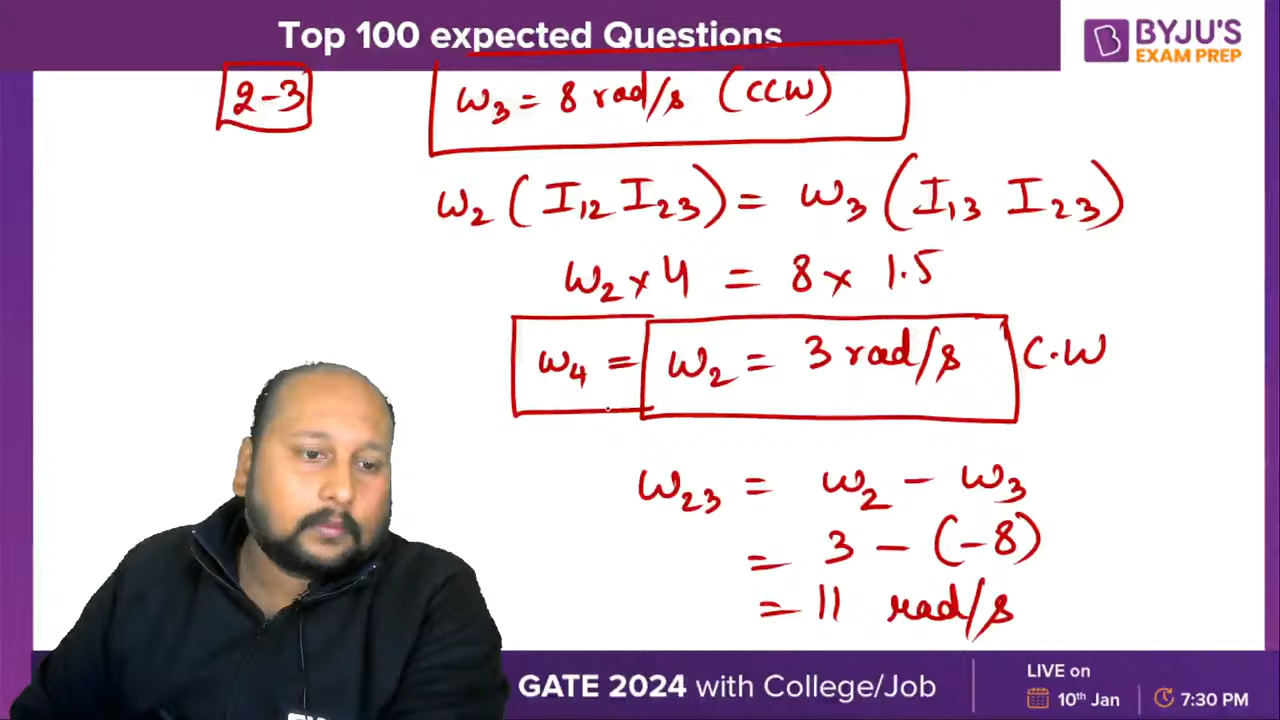 Top 100 expected Questions
BYJU'S
EXAM PREP
2-3
ω₃ = 8 rad/s (CCW)
ω₂ (I₁₂ I₂₃) = ω₃ (I₁₃ I₂₃)
ω₂ × 4 = 8 × 1.5
ω₄ = ω₂ = 3 rad/s C.W
ω₂₃ = ω₂ - ω₃
= 3 - (-8)
= 11 rad/s
GATE 2024 with College/Job
LIVE on
10th Jan
7:30 PM